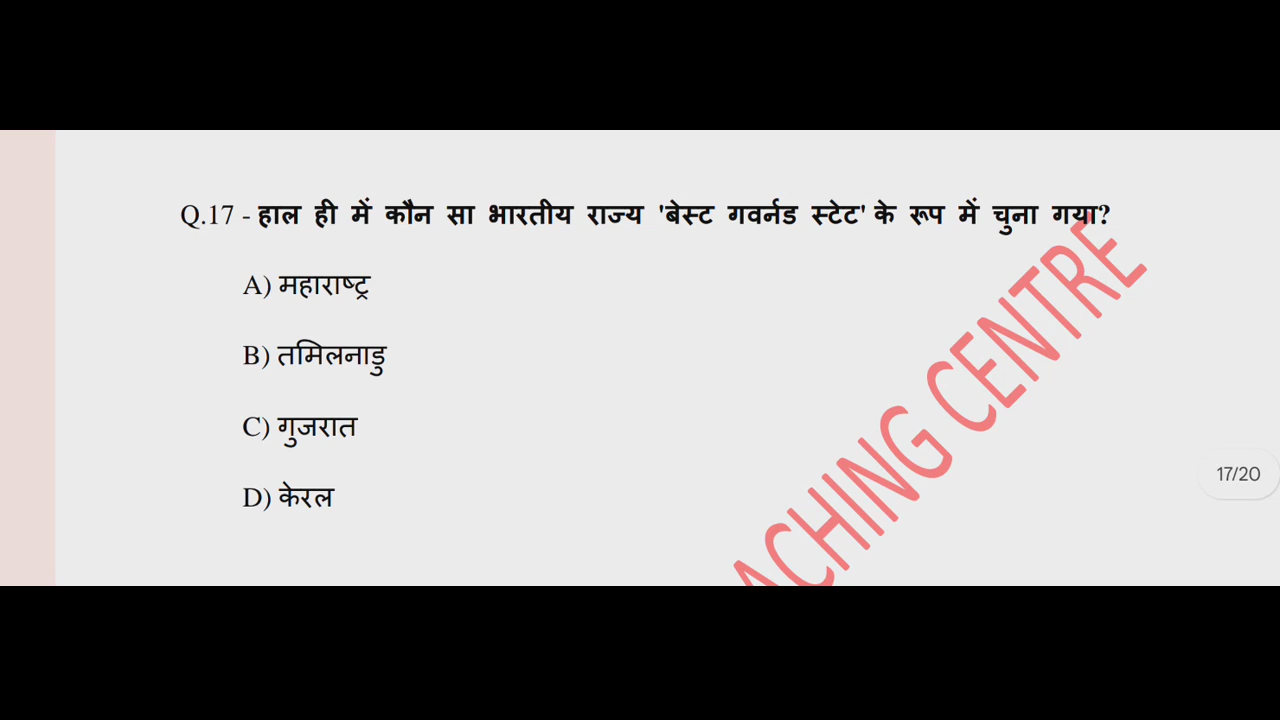 Q.17 - हाल ही में कौन सा भारतीय राज्य 'बेस्ट गवर्नड स्टेट' के रूप में चुना गया?
A) महाराष्ट्र
B) तमिलनाडु
C) गुजरात
D) केरल
17/20
ACHING CENTRE